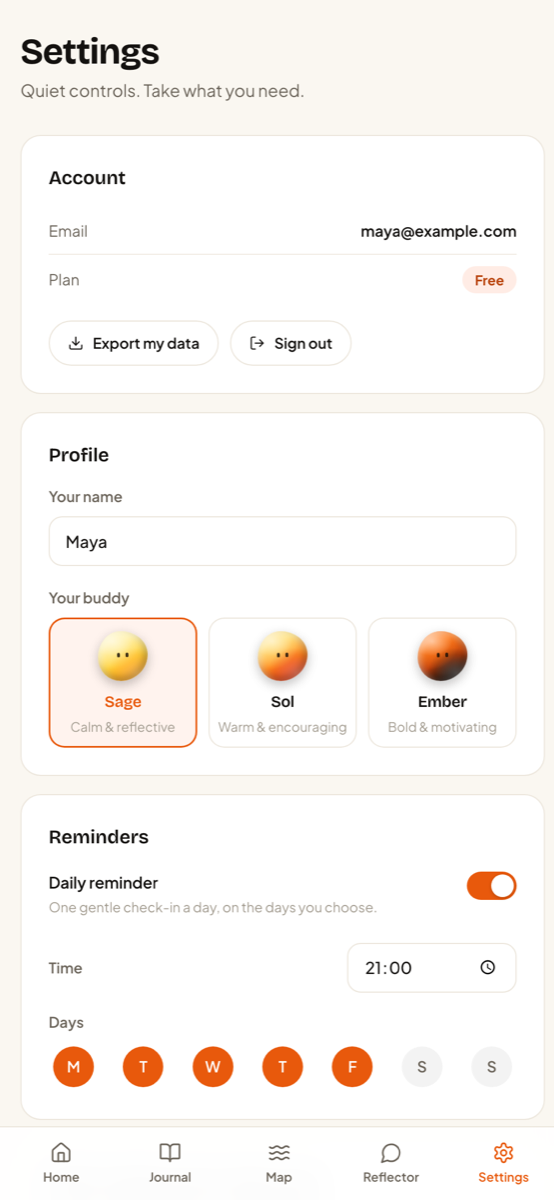 Settings
Quiet controls. Take what you need.
Account
Email maya@example.com
Plan Free
Export my data Sign out
Profile
Your name
Maya
Your buddy
Sage Sol Ember
Calm & reflective Warm & encouraging Bold & motivating
Reminders
Daily reminder
One gentle check-in a day, on the days you choose.
Time 21:00
Days
M T W T F S S
Home Journal Map Reflector Settings